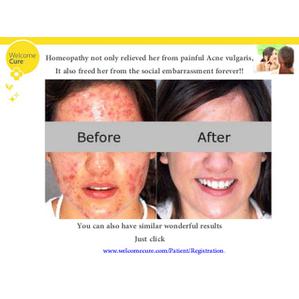 Welcome
Cure
Homeopathy not only relieved her from painful Acne vulgaris,
It also freed her from the social embarrassment forever!!
Before
After
You can also have similar wonderful results
Just click
www.welcomecure.com/Patient/Registration.